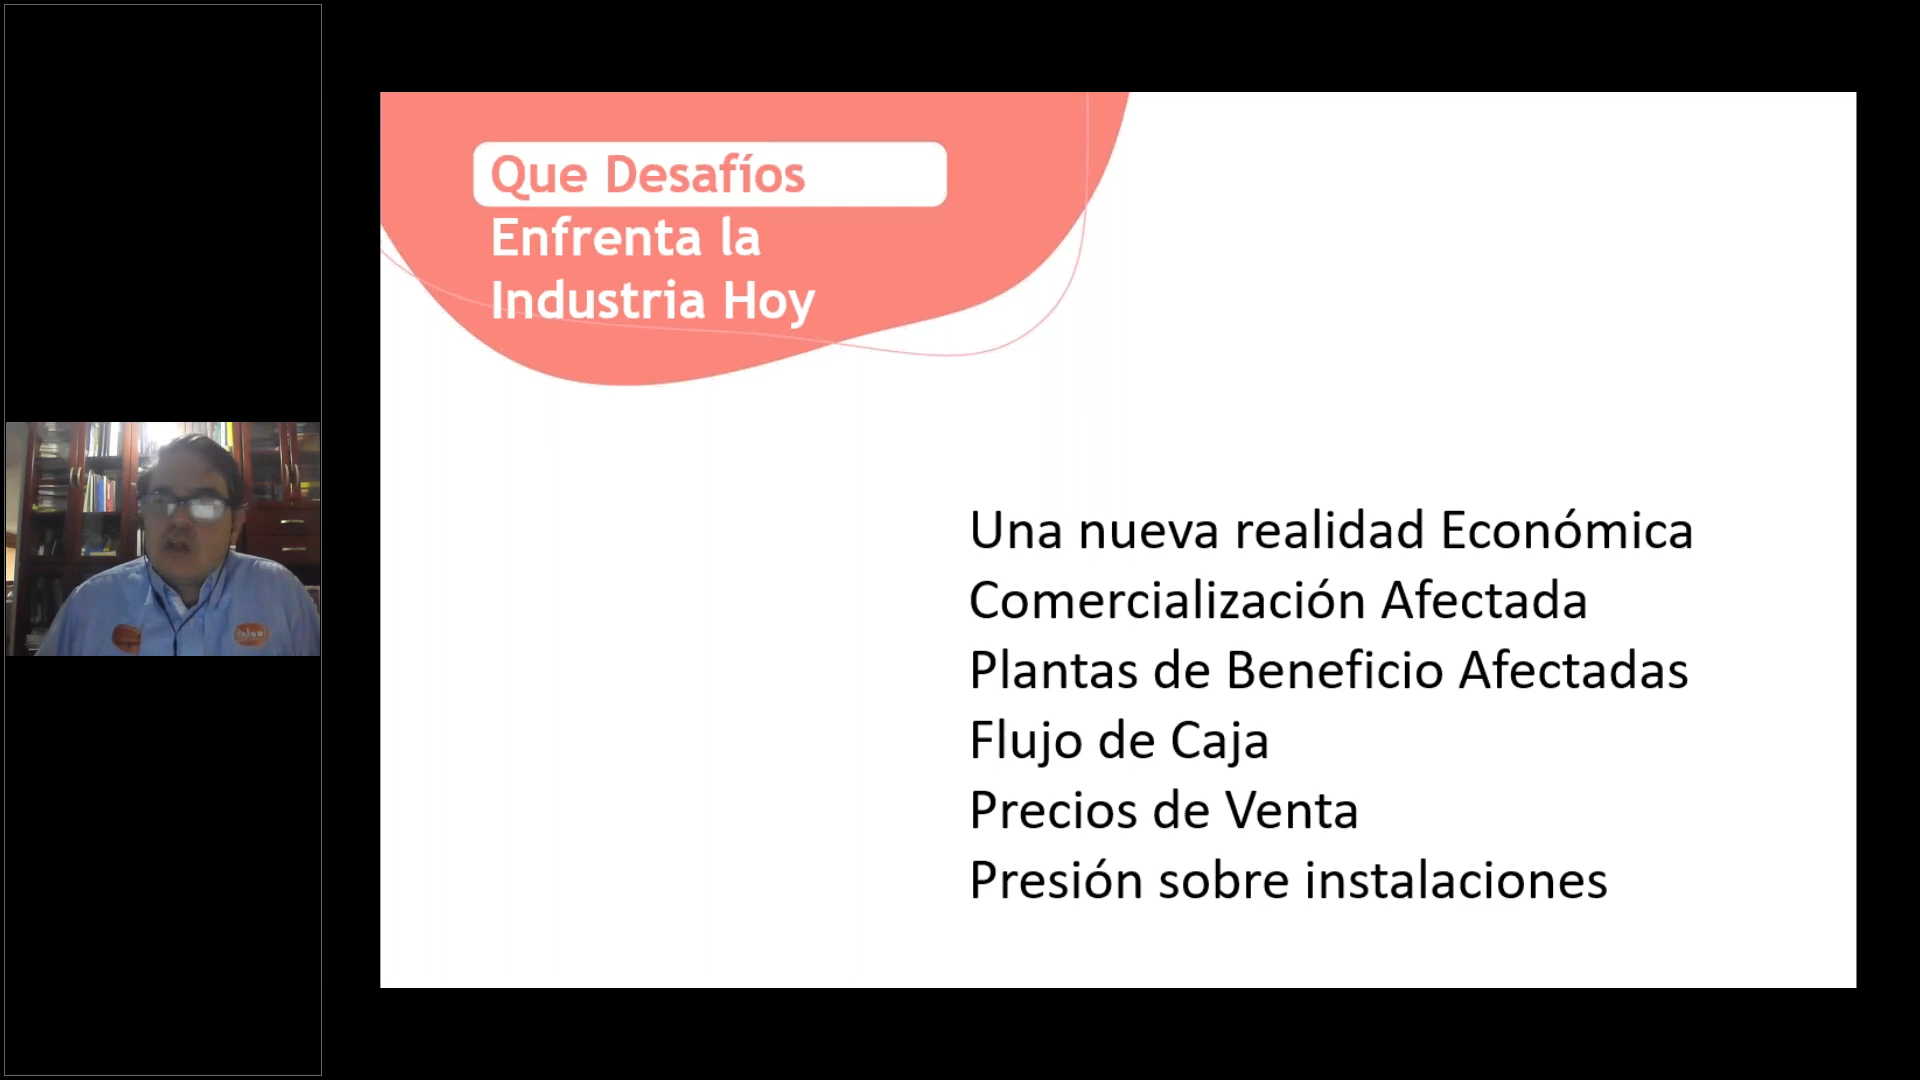 Que Desafíos
Enfrenta la
Industria Hoy
Una nueva realidad Económica
Comercialización Afectada
Plantas de Beneficio Afectadas
Flujo de Caja
Precios de Venta
Presión sobre instalaciones